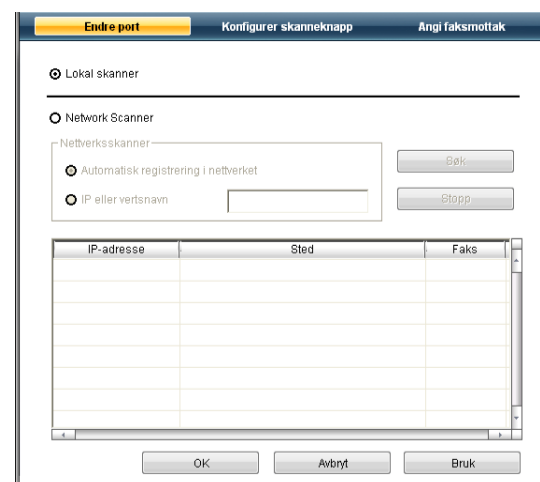 Endre port Konfigurer skanneknapp Angi faksmottak
Lokal skanner
Network Scanner
Nettverksskanner
Automatisk registrering i nettverket
Søk
IP eller vertsnavn
Stopp
IP-adresse Sted Faks
OK Avbryt Bruk